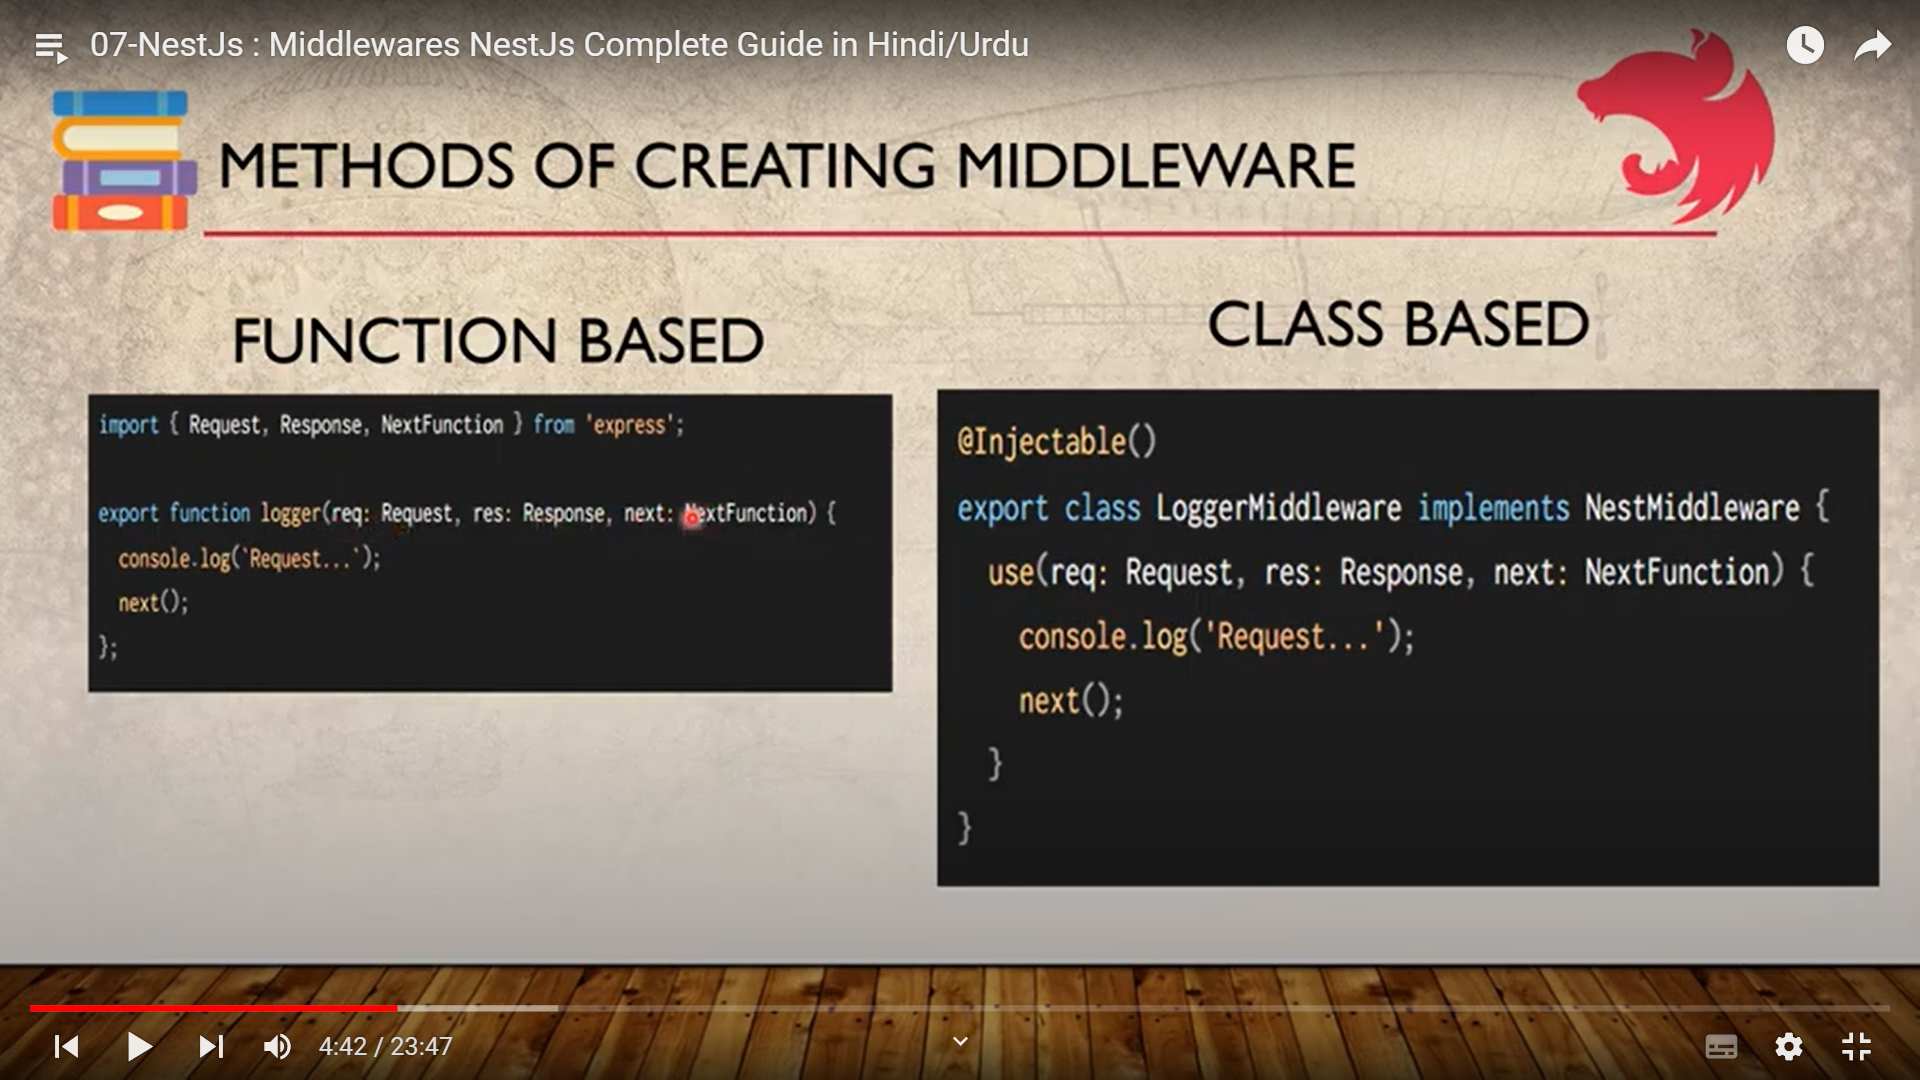 07-NestJs : Middlewares NestJs Complete Guide in Hindi/Urdu
METHODS OF CREATING MIDDLEWARE
FUNCTION BASED
import { Request, Response, NextFunction } from 'express';
export function logger(req: Request, res: Response, next: NextFunction) {
console.log(`Request...`);
next();
};
CLASS BASED
@Injectable()
export class LoggerMiddleware implements NestMiddleware {
use(req: Request, res: Response, next: NextFunction) {
console.log('Request...');
next();
}
}
4:42 / 23:47